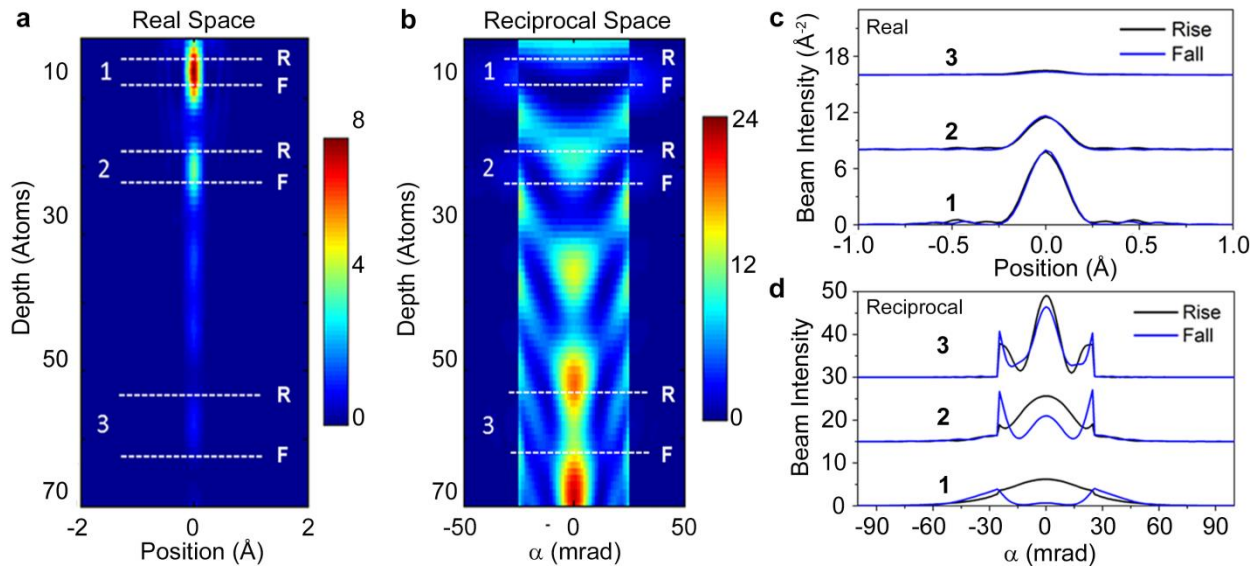 a Real Space
Depth (Atoms)
10
30
50
70
1
2
3
R
F
R
F
R
F
8
4
0
-2 0 2
Position (Å)
b Reciprocal Space
Depth (Atoms)
10
30
50
70
1
2
3
R
F
R
F
R
F
24
12
0
-50 - 0 50
α (mrad)
c
Real
Rise
Fall
Beam Intensity (Å⁻²)
18
12
6
0
3
2
1
-1.0 -0.5 0.0 0.5 1.0
Position (Å)
d
Reciprocal
Rise
Fall
Beam Intensity
50
40
30
20
10
0
3
2
1
-90 -60 -30 0 30 60 90
α (mrad)